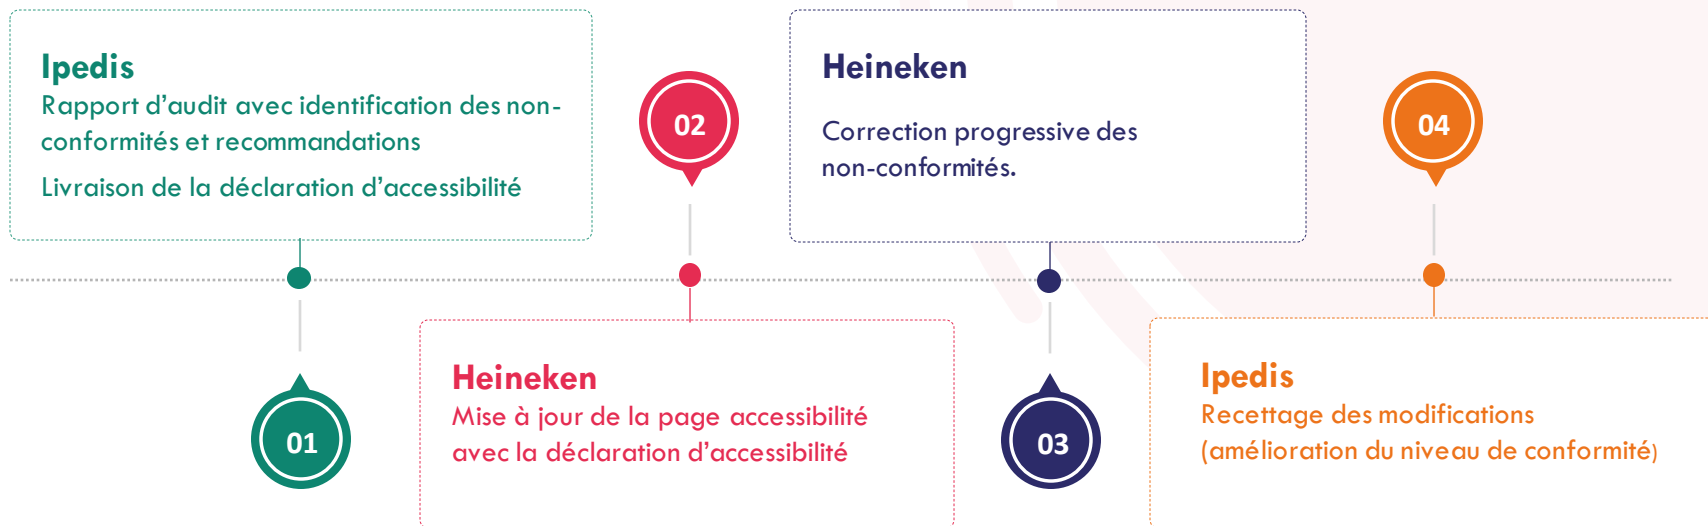 Ipedis
Rapport d’audit avec identification des non-
conformités et recommandations
Livraison de la déclaration d’accessibilité
01
02
Heineken
Mise à jour de la page accessibilité
avec la déclaration d’accessibilité
Heineken
Correction progressive des
non-conformités.
03
04
Ipedis
Recettage des modifications
(amélioration du niveau de conformité)